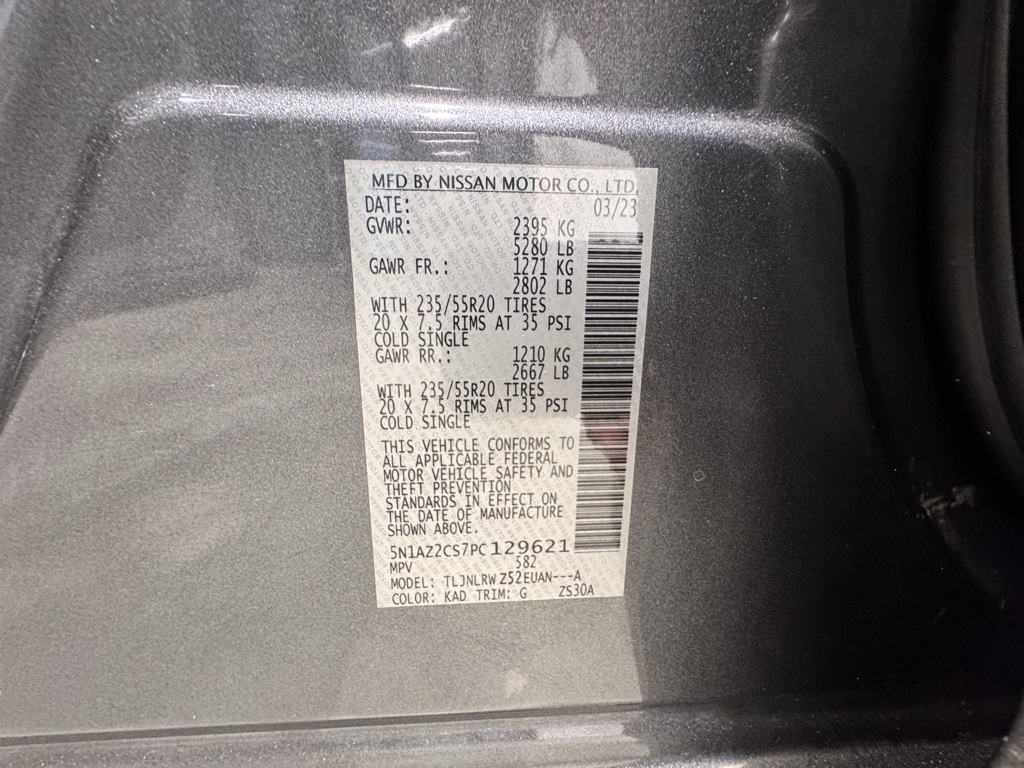 MFD BY NISSAN MOTOR CO., LTD.
DATE: 03/23
GVWR: 2395 KG
5280 LB
GAWR FR.: 1271 KG
2802 LB
WITH 235/55R20 TIRES
20 X 7.5 RIMS AT 35 PSI
COLD SINGLE
GAWR RR.: 1210 KG
2667 LB
WITH 235/55R20 TIRES
20 X 7.5 RIMS AT 35 PSI
COLD SINGLE
THIS VEHICLE CONFORMS TO
ALL APPLICABLE FEDERAL
MOTOR VEHICLE SAFETY AND
THEFT PREVENTION
STANDARDS IN EFFECT ON
THE DATE OF MANUFACTURE
SHOWN ABOVE.
5N1AZ2CS7PC129621
MPV 582
MODEL: TLJNLRW Z52EUAN---A
COLOR: KAD TRIM: G ZS30A